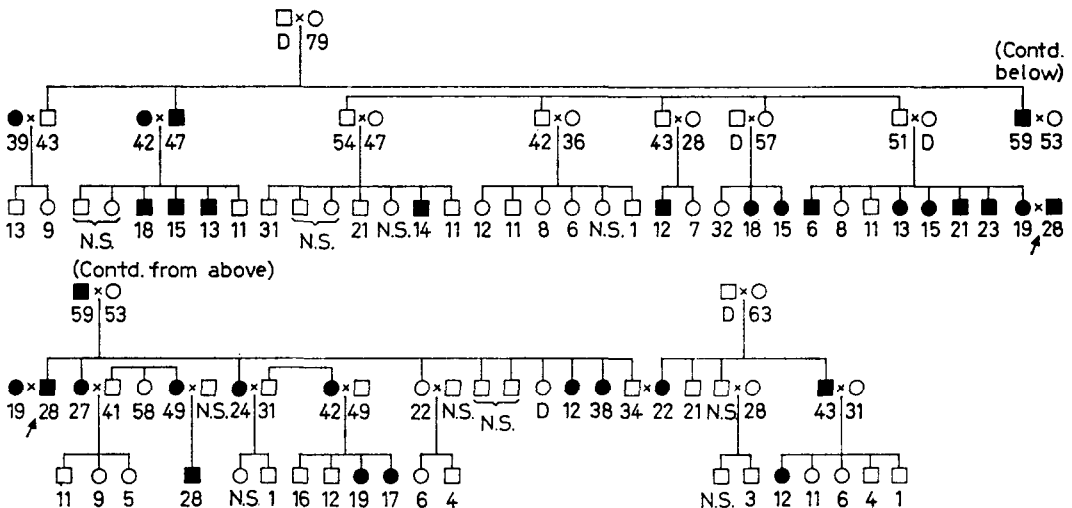 × 
D 79
(Contd.
below)
× × × × × × × ×
39 43 42 47 54 47 42 36 43 28 D 57 51 D 59 53
×
13 9 N.S. 18 15 13 11 31 N.S. 21 N.S. 14 11 12 11 8 6 N.S. 1 12 7 32 18 15 6 8 11 13 15 21 23 19 28
(Contd. from above)
× ×
59 53 D 63
× × × × × × × × ×
19 28 27 41 58 49 N.S. 24 31 42 49 22 N.S. N.S. D 12 38 34 22 21 N.S. 28 43 31
11 9 5 28 N.S. 1 16 12 19 17 6 4 N.S. 3 12 11 6 4 1